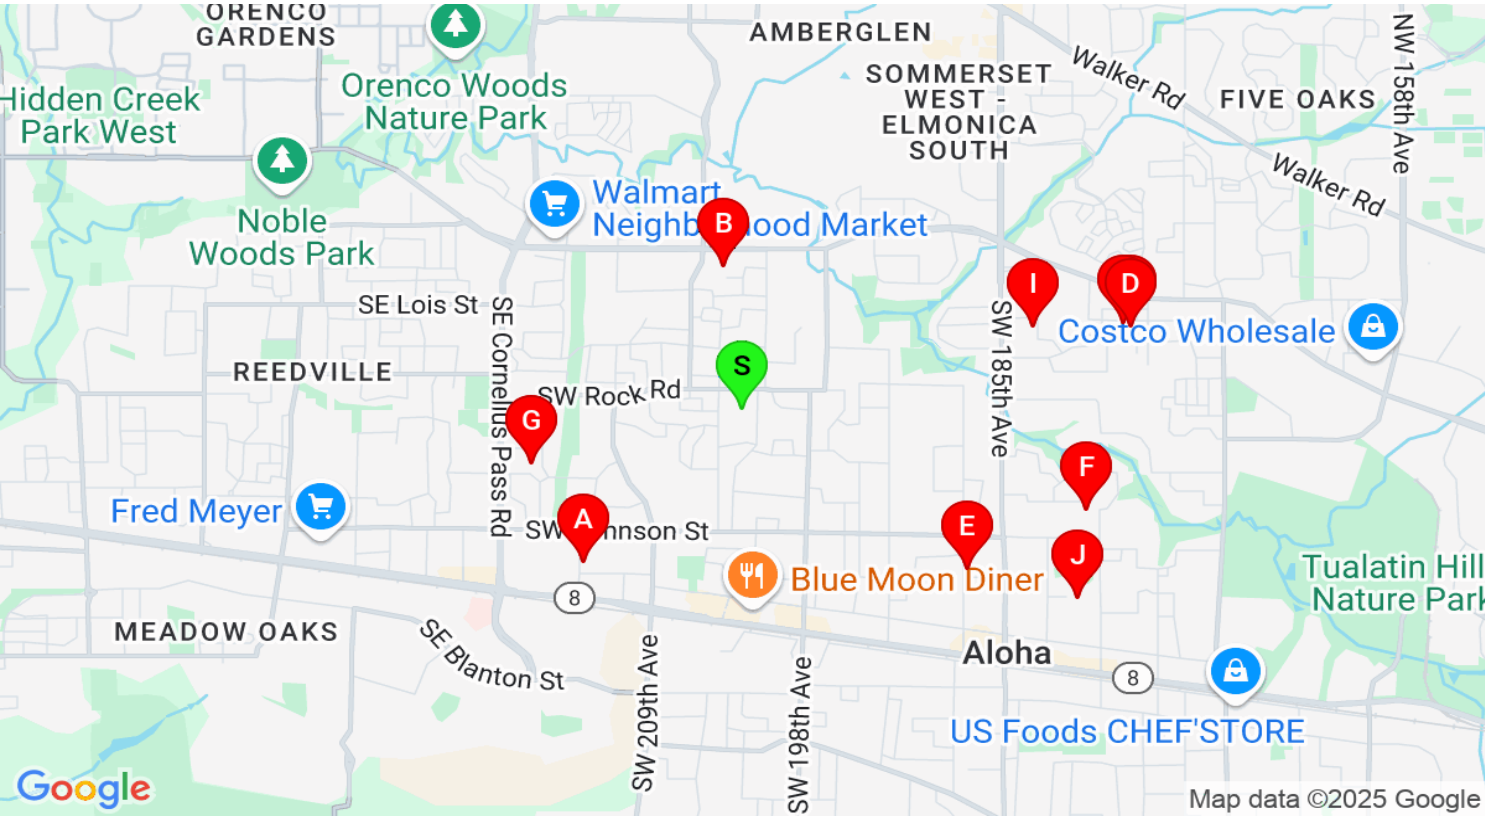 ORENCO
GARDENS
AMBERGLEN
Hidden Creek
Park West
Orenco Woods
Nature Park
SOMMERSET
WEST -
ELMONICA
SOUTH
Walker Rd
FIVE OAKS
NW 158th Ave
Walker Rd
Noble
Woods Park
Walmart
Neighb ood Market
B
SE Lois St
SE Cornelius Pass Rd
I
D
SW 185th Ave
Costco Wholesale
REEDVILLE
S
SW Rock Rd
G
F
Fred Meyer
A
SW nnson St
E
J
Blue Moon Diner
Tualatin Hill
Nature Park
8
MEADOW OAKS
SE Blanton St
SW 209th Ave
SW 198th Ave
Aloha
8
US Foods CHEF'STORE
Google
Map data ©2025 Google